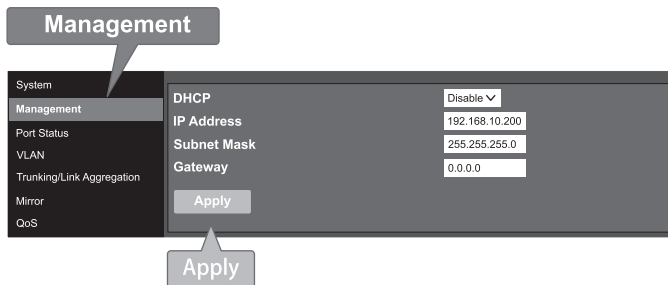 Management
System
Management
Port Status
VLAN
Trunking/Link Aggregation
Mirror
QoS
DHCP Disable
IP Address 192.168.10.200
Subnet Mask 255.255.255.0
Gateway 0.0.0.0
Apply
Apply